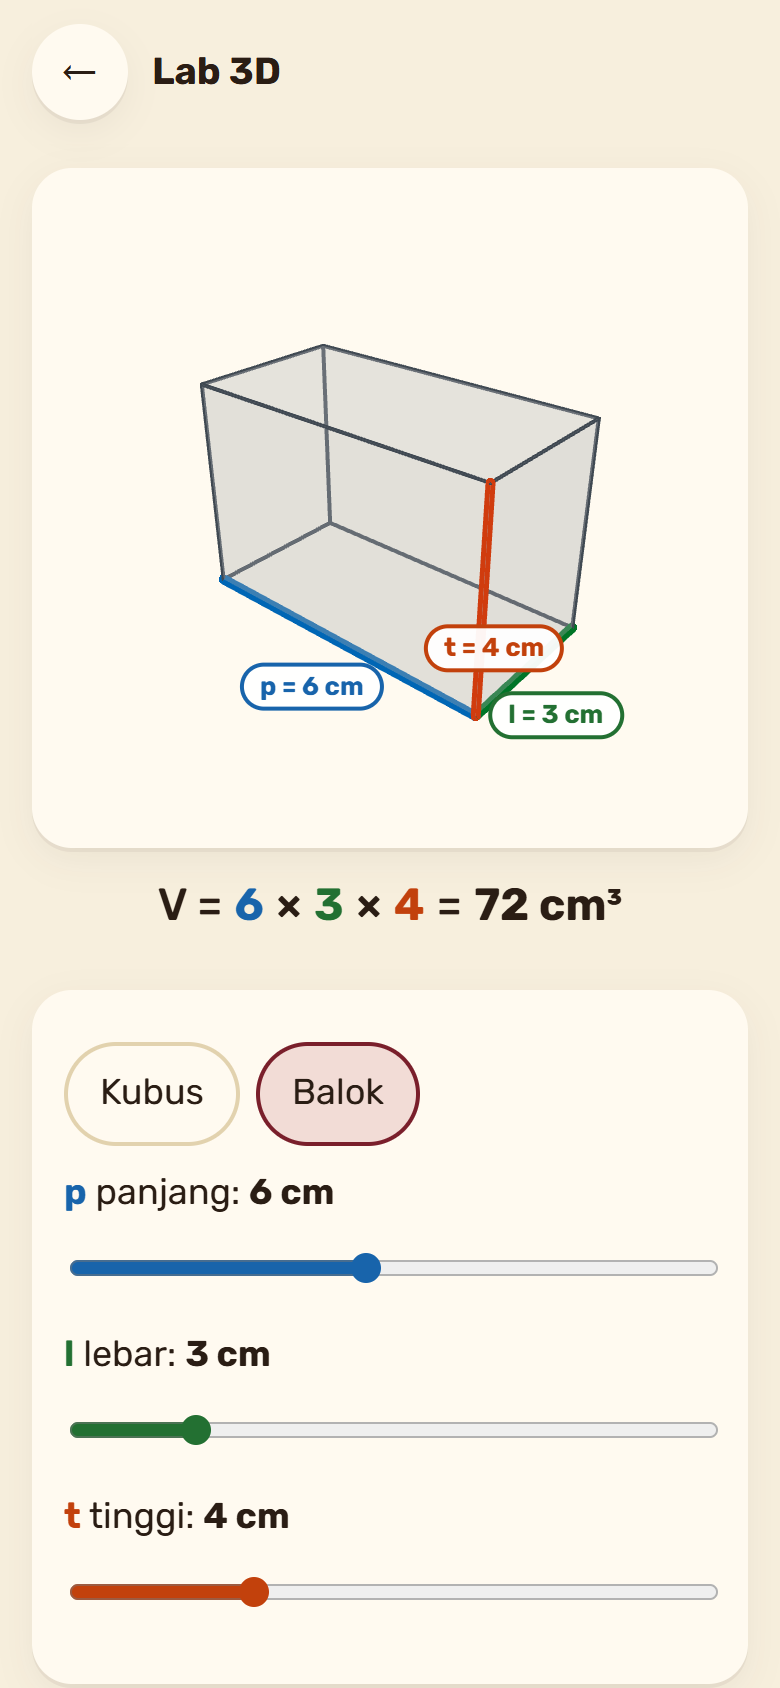 ← Lab 3D
t = 4 cm
p = 6 cm
l = 3 cm
V = 6 × 3 × 4 = 72 cm³
Kubus Balok
p panjang: 6 cm
l lebar: 3 cm
t tinggi: 4 cm